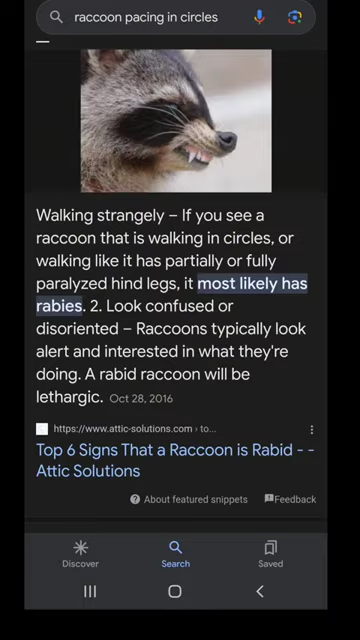 raccoon pacing in circles
Walking strangely – If you see a
raccoon that is walking in circles, or
walking like it has partially or fully
paralyzed hind legs, it most likely has
rabies. 2. Look confused or
disoriented – Raccoons typically look
alert and interested in what they're
doing. A rabid raccoon will be
lethargic. Oct 28, 2016
https://www.attic-solutions.com › to...
Top 6 Signs That a Raccoon is Rabid - -
Attic Solutions
About featured snippets
Feedback
Discover
Search
Saved